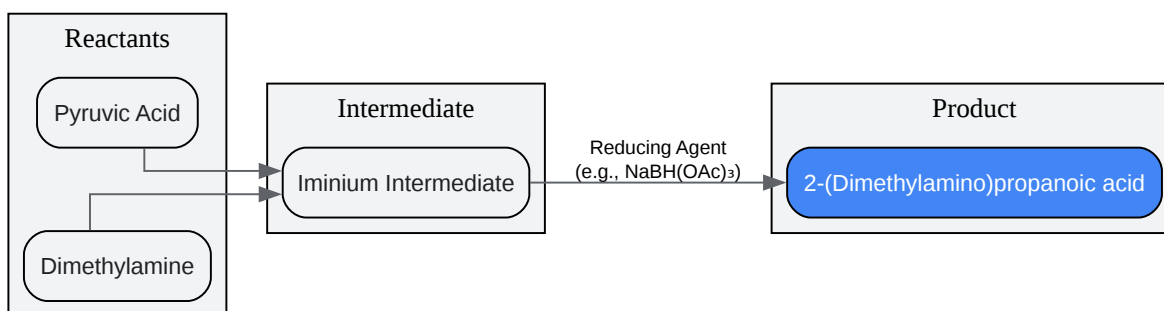 Reactants
Pyruvic Acid
Dimethylamine
Intermediate
Iminium Intermediate
Reducing Agent
(e.g., NaBH(OAc)₃)
Product
2-(Dimethylamino)propanoic acid